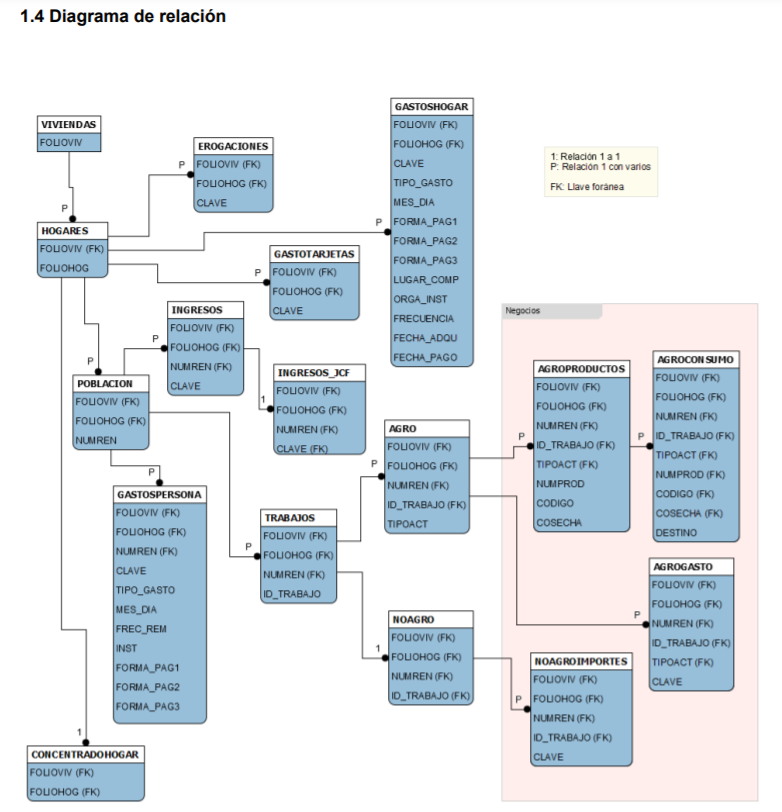 1.4 Diagrama de relación
VIVIENDAS
FOLIOVIV
EROGACIONES
FOLIOVIV (FK)
FOLIOHOG (FK)
CLAVE
GASTOSHOGAR
FOLIOVIV (FK)
FOLIOHOG (FK)
CLAVE
TIPO_GASTO
MES_DIA
FORMA_PAG1
FORMA_PAG2
FORMA_PAG3
LUGAR_COMP
ORGA_INST
FRECUENCIA
FECHA_ADQU
FECHA_PAGO
1: Relación 1 a 1
P: Relación 1 con varios
FK: Llave foránea
P
P
P
HOGARES
FOLIOVIV (FK)
FOLIOHOG
GASTOTARJETAS
P
FOLIOVIV (FK)
FOLIOHOG (FK)
CLAVE
INGRESOS
FOLIOVIV (FK)
FOLIOHOG (FK)
NUMREN (FK)
CLAVE
P
INGRESOS_JCF
FOLIOVIV (FK)
FOLIOHOG (FK)
NUMREN (FK)
CLAVE (FK)
1
P
POBLACION
FOLIOVIV (FK)
FOLIOHOG (FK)
NUMREN
P
GASTOSPERSONA
FOLIOVIV (FK)
FOLIOHOG (FK)
NUMREN (FK)
CLAVE
TIPO_GASTO
MES_DIA
FREC_REM
INST
FORMA_PAG1
FORMA_PAG2
FORMA_PAG3
P
TRABAJOS
FOLIOVIV (FK)
FOLIOHOG (FK)
NUMREN (FK)
ID_TRABAJO
P
AGRO
FOLIOVIV (FK)
FOLIOHOG (FK)
NUMREN (FK)
ID_TRABAJO (FK)
TIPOACT
1
NOAGRO
FOLIOVIV (FK)
FOLIOHOG (FK)
NUMREN (FK)
ID_TRABAJO (FK)
Negocios
P
AGROPRODUCTOS
FOLIOVIV (FK)
FOLIOHOG (FK)
NUMREN (FK)
ID_TRABAJO (FK)
TIPOACT (FK)
NUMPROD
CODIGO
COSECHA
P
AGROCONSUMO
FOLIOVIV (FK)
FOLIOHOG (FK)
NUMREN (FK)
ID_TRABAJO (FK)
TIPOACT (FK)
NUMPROD (FK)
CODIGO (FK)
COSECHA (FK)
DESTINO
P
AGROGASTO
FOLIOVIV (FK)
FOLIOHOG (FK)
NUMREN (FK)
ID_TRABAJO (FK)
TIPOACT (FK)
CLAVE
P
NOAGROIMPORTES
FOLIOVIV (FK)
FOLIOHOG (FK)
NUMREN (FK)
ID_TRABAJO (FK)
CLAVE
1
CONCENTRADOHOGAR
FOLIOVIV (FK)
FOLIOHOG (FK)